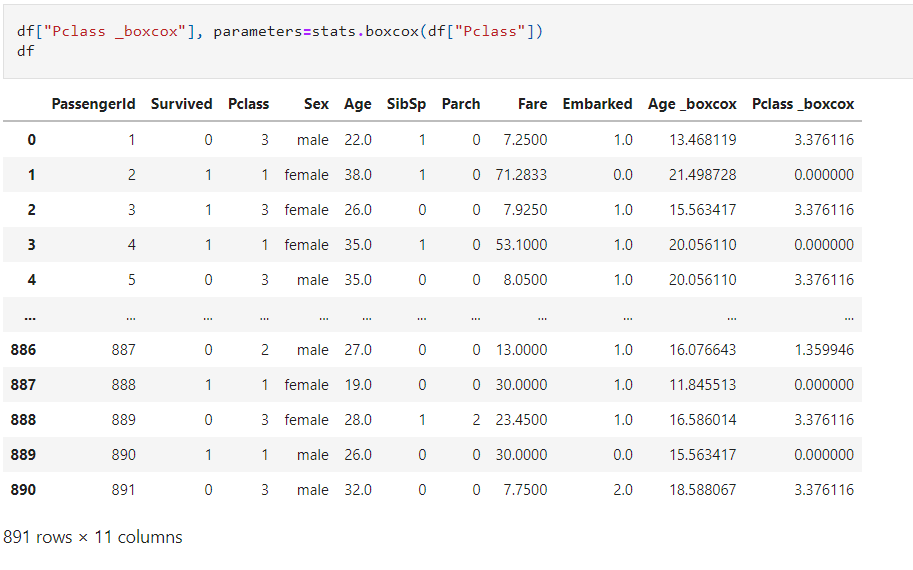 df["Pclass _boxcox"], parameters=stats.boxcox(df["Pclass"])
df
PassengerId Survived Pclass Sex Age SibSp Parch Fare Embarked Age _boxcox Pclass _boxcox
0 1 0 3 male 22.0 1 0 7.2500 1.0 13.468119 3.376116
1 2 1 1 female 38.0 1 0 71.2833 0.0 21.498728 0.000000
2 3 1 3 female 26.0 0 0 7.9250 1.0 15.563417 3.376116
3 4 1 1 female 35.0 1 0 53.1000 1.0 20.056110 0.000000
4 5 0 3 male 35.0 0 0 8.0500 1.0 20.056110 3.376116
... ... ... ... ... ... ... ... ... ... ... ...
886 887 0 2 male 27.0 0 0 13.0000 1.0 16.076643 1.359946
887 888 1 1 female 19.0 0 0 30.0000 1.0 11.845513 0.000000
888 889 0 3 female 28.0 1 2 23.4500 1.0 16.586014 3.376116
889 890 1 1 male 26.0 0 0 30.0000 0.0 15.563417 0.000000
890 891 0 3 male 32.0 0 0 7.7500 2.0 18.588067 3.376116
891 rows × 11 columns